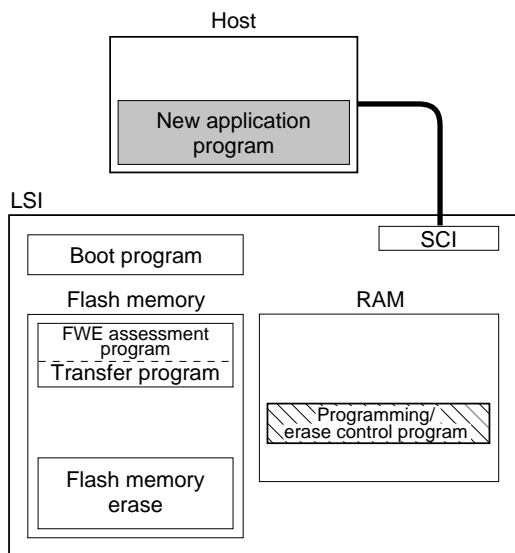 Host
New application
program
LSI
SCI
Boot program
Flash memory
RAM
FWE assessment
program
Transfer program
Programming/
erase control program
Flash memory
erase